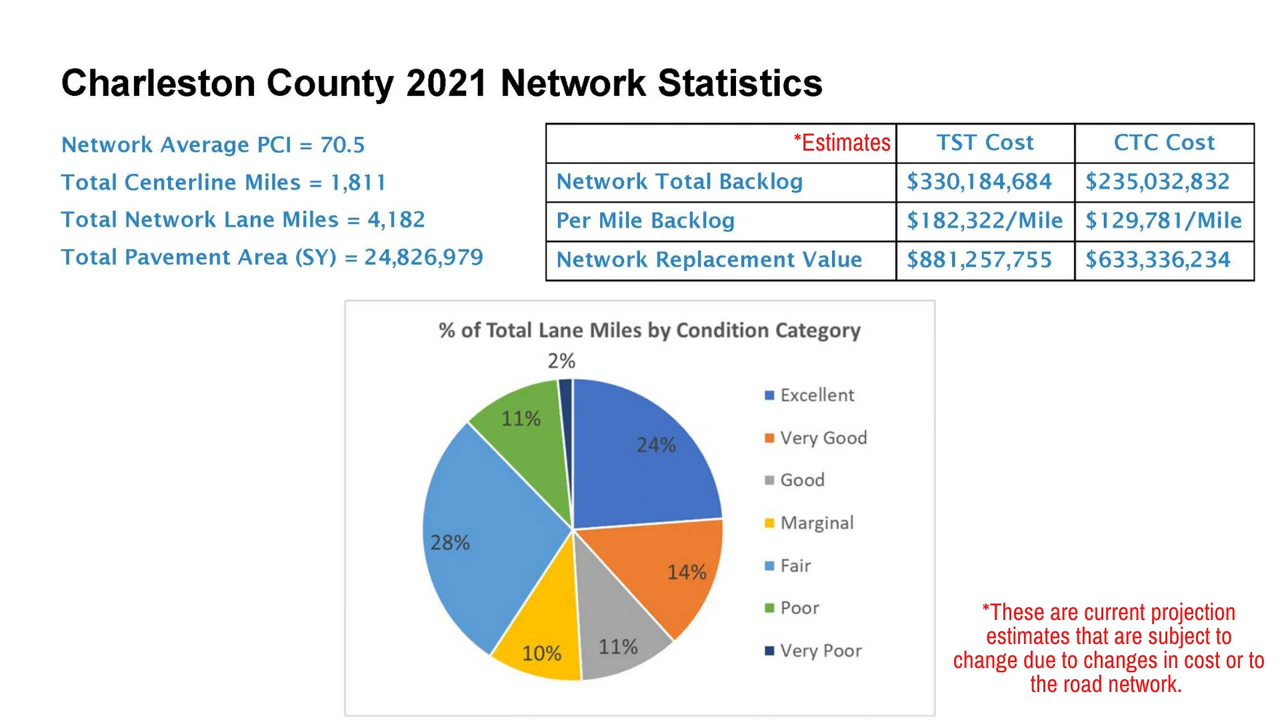 Charleston County 2021 Network Statistics
Network Average PCI = 70.5
Total Centerline Miles = 1,811
Total Network Lane Miles = 4,182
Total Pavement Area (SY) = 24,826,979
*Estimates TST Cost CTC Cost
Network Total Backlog $330,184,684 $235,032,832
Per Mile Backlog $182,322/Mile $129,781/Mile
Network Replacement Value $881,257,755 $633,336,234
% of Total Lane Miles by Condition Category
2%
11%
24%
28%
14%
10%
11%
Excellent
Very Good
Good
Marginal
Fair
Poor
Very Poor
*These are current projection
estimates that are subject to
change due to changes in cost or to
the road network.